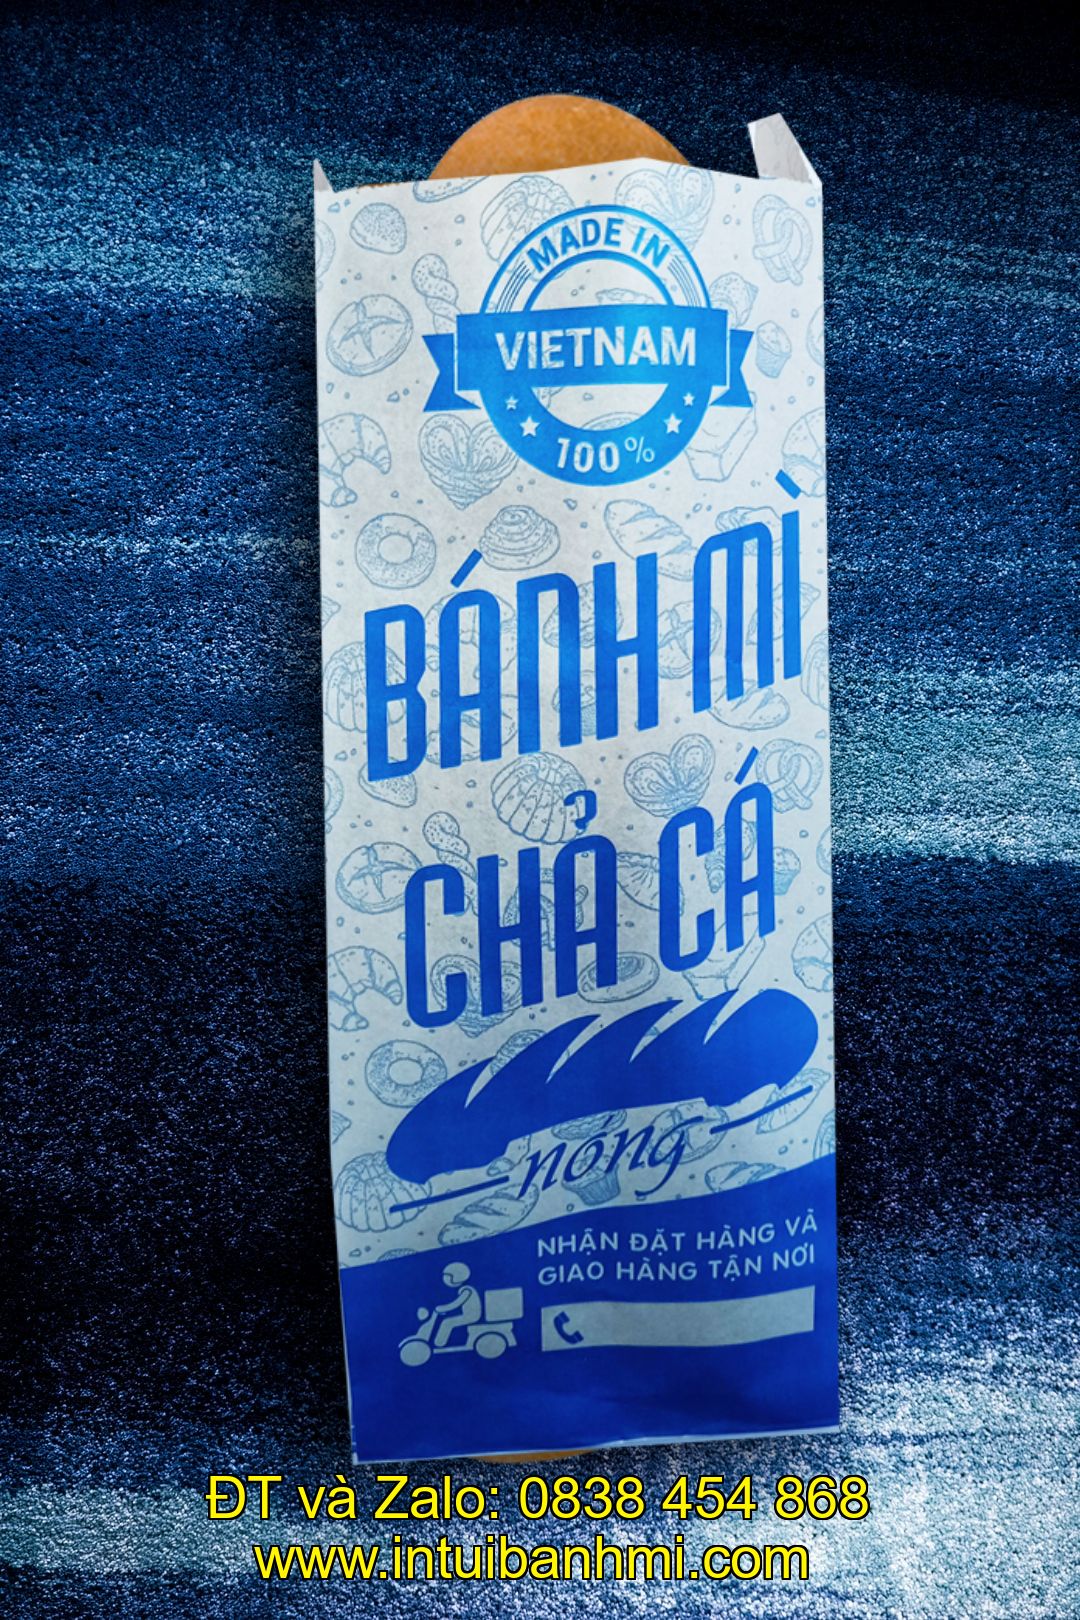 MADE IN
VIETNAM
100%
BÁNH MÌ
CHẢ CÁ
nóng
NHẬN ĐẶT HÀNG VÀ
GIAO HÀNG TẬN NƠI
ĐT và Zalo: 0838 454 868
www.intuibanhmi.com